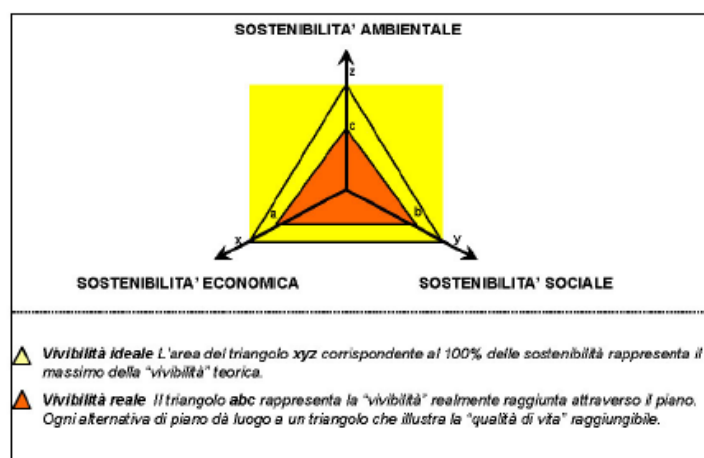 SOSTENIBILITA' AMBIENTALE
z
c
a
b
x
y
SOSTENIBILITA' ECONOMICA
SOSTENIBILITA' SOCIALE
Vivibilità ideale L'area del triangolo xyz corrispondente al 100% delle sostenibilità rappresenta il
massimo della "vivibilità" teorica.
Vivibilità reale Il triangolo abc rappresenta la "vivibilità" realmente raggiunta attraverso il piano.
Ogni alternativa di piano dà luogo a un triangolo che illustra la "qualità di vita" raggiungibile.